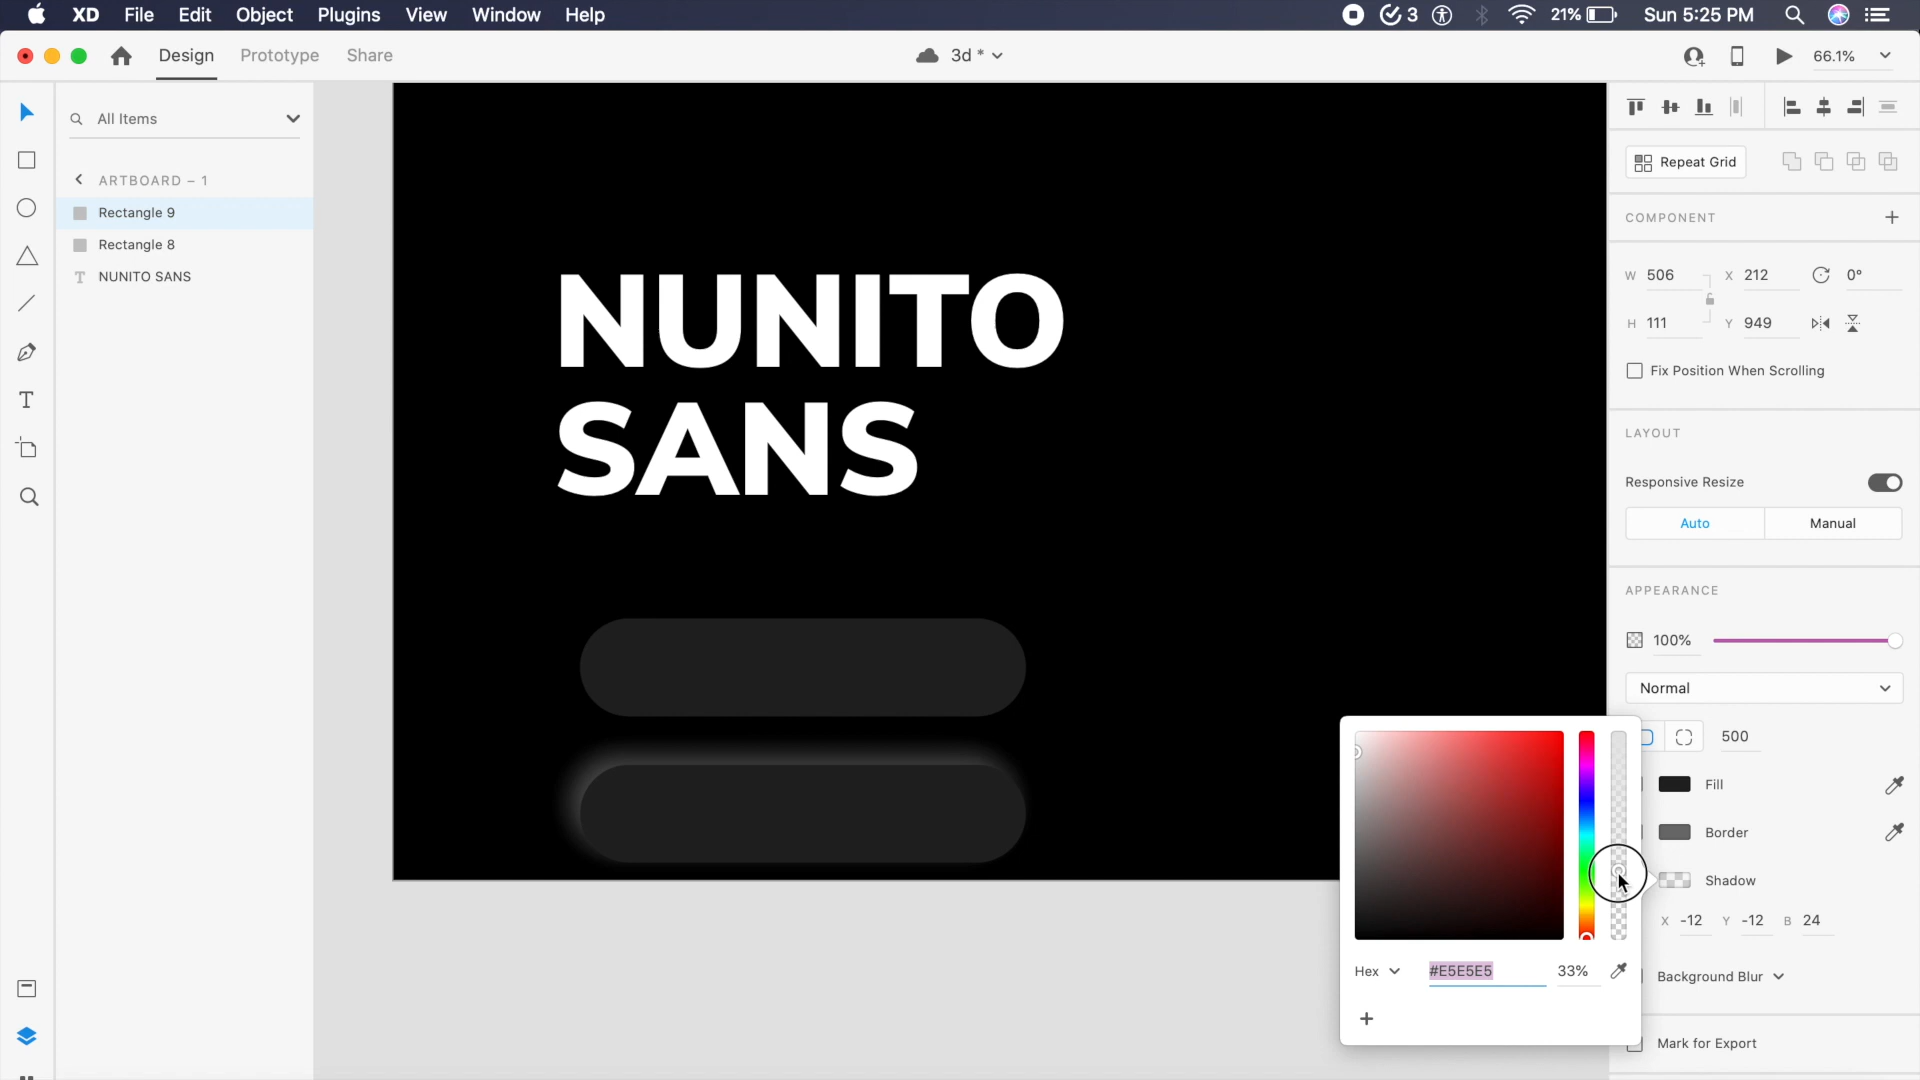 XD File Edit Object Plugins View Window Help 3 21% Sun 5:25 PM
Design Prototype Share 3d * 66.1%
All Items
ARTBOARD – 1
Rectangle 9
Rectangle 8
T NUNITO SANS
T
NUNITO
SANS
Repeat Grid
COMPONENT
W 506 X 212 0°
H 111 Y 949
Fix Position When Scrolling
LAYOUT
Responsive Resize
Auto Manual
APPEARANCE
100%
Normal
500
Fill
Border
Shadow
X -12 Y -12 B 24
Hex #E5E5E5 33%
Background Blur
Mark for Export